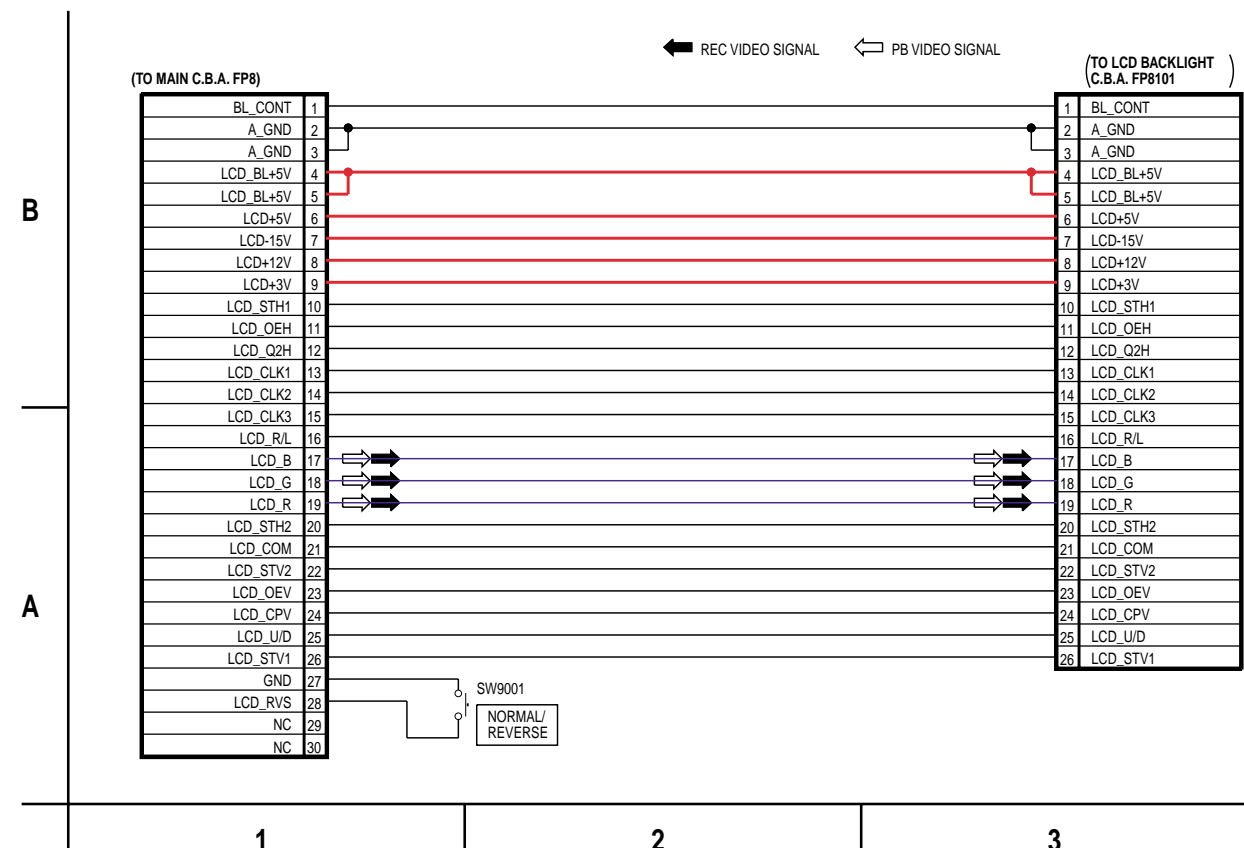 REC VIDEO SIGNAL PB VIDEO SIGNAL
(TO MAIN C.B.A. FP8)
BL_CONT 1
A_GND 2
A_GND 3
LCD_BL+5V 4
LCD_BL+5V 5
LCD+5V 6
LCD-15V 7
LCD+12V 8
LCD+3V 9
LCD_STH1 10
LCD_OEH 11
LCD_Q2H 12
LCD_CLK1 13
LCD_CLK2 14
LCD_CLK3 15
LCD_R/L 16
LCD_B 17
LCD_G 18
LCD_R 19
LCD_STH2 20
LCD_COM 21
LCD_STV2 22
LCD_OEV 23
LCD_CPV 24
LCD_U/D 25
LCD_STV1 26
GND 27
LCD_RVS 28
NC 29
NC 30
SW9001
NORMAL/
REVERSE
(TO LCD BACKLIGHT
C.B.A. FP8101)
1 BL_CONT
2 A_GND
3 A_GND
4 LCD_BL+5V
5 LCD_BL+5V
6 LCD+5V
7 LCD-15V
8 LCD+12V
9 LCD+3V
10 LCD_STH1
11 LCD_OEH
12 LCD_Q2H
13 LCD_CLK1
14 LCD_CLK2
15 LCD_CLK3
16 LCD_R/L
17 LCD_B
18 LCD_G
19 LCD_R
20 LCD_STH2
21 LCD_COM
22 LCD_STV2
23 LCD_OEV
24 LCD_CPV
25 LCD_U/D
26 LCD_STV1
B
A
1 2 3